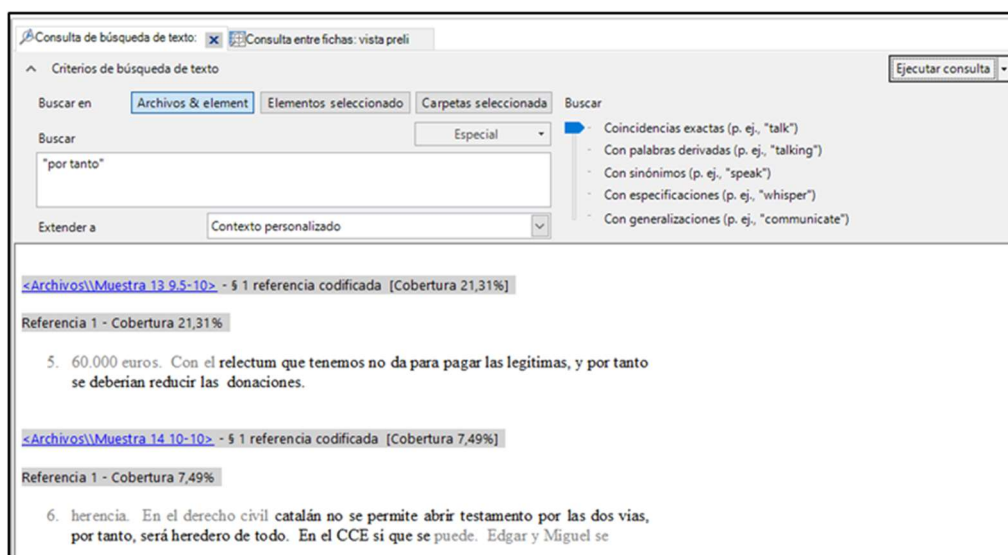 Consulta de búsqueda de texto: Consulta entre fichas: vista preli
Criterios de búsqueda de texto Ejecutar consulta
Buscar en Archivos & element Elementos seleccionado Carpetas seleccionada Buscar
Buscar Especial
"por tanto"
Extender a Contexto personalizado
Coincidencias exactas (p. ej., "talk")
Con palabras derivadas (p. ej., "talking")
Con sinónimos (p. ej., "speak")
Con especificaciones (p. ej., "whisper")
Con generalizaciones (p. ej., "communicate")
<Archivos\\Muestra 13 9.5-10> - § 1 referencia codificada [Cobertura 21,31%]
Referencia 1 - Cobertura 21,31%
5. 60.000 euros. Con el relectum que tenemos no da para pagar las legitimas, y por tanto
se deberian reducir las donaciones.
<Archivos\\Muestra 14 10-10> - § 1 referencia codificada [Cobertura 7,49%]
Referencia 1 - Cobertura 7,49%
6. herencia. En el derecho civil catalán no se permite abrir testamento por las dos vias,
por tanto, será heredero de todo. En el CCE si que se puede. Edgar y Miguel se